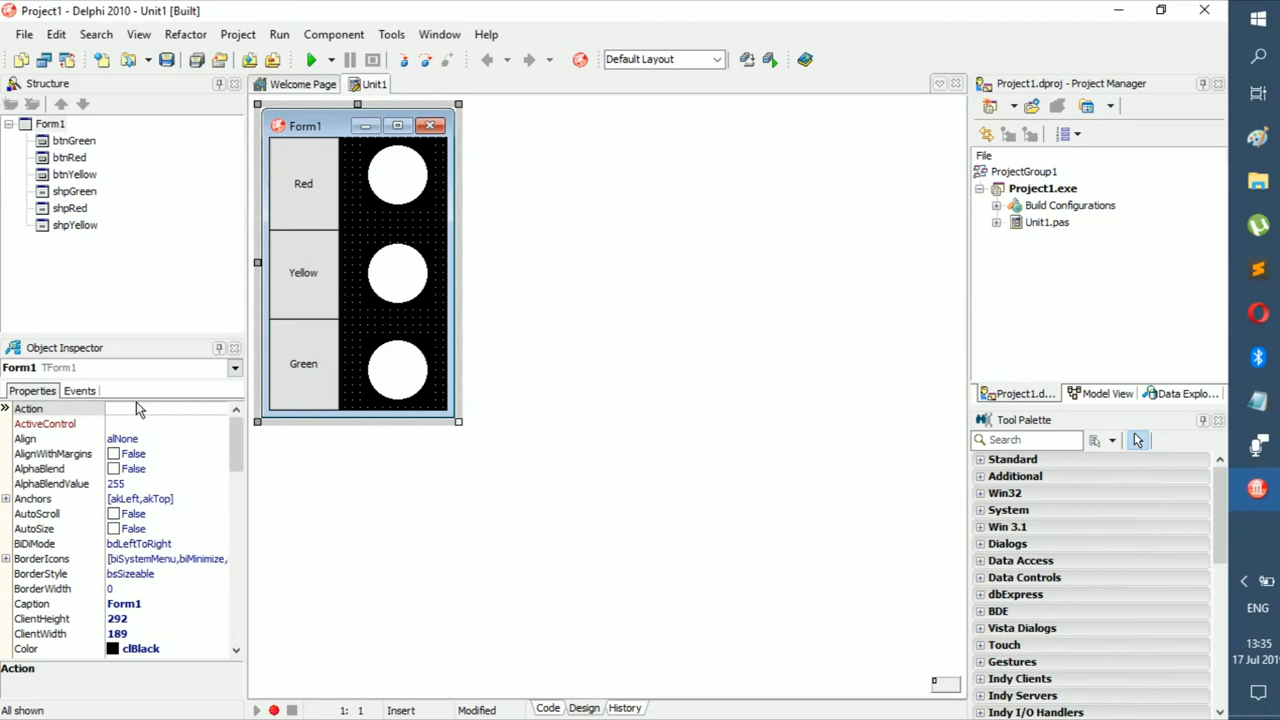 Project1 - Delphi 2010 - Unit1 [Built]
File Edit Search View Refactor Project Run Component Tools Window Help
Default Layout
Structure
Form1
btnGreen
btnRed
btnYellow
shpGreen
shpRed
shpYellow
Welcome Page Unit1
Form1
Red
Yellow
Green
Object Inspector
Form1 TForm1
Properties Events
Action
ActiveControl
Align alNone
AlignWithMargins False
AlphaBlend False
AlphaBlendValue 255
Anchors [akLeft,akTop]
AutoScroll False
AutoSize False
BiDiMode bdLeftToRight
BorderIcons [biSystemMenu,biMinimize,
BorderStyle bsSizeable
BorderWidth 0
Caption Form1
ClientHeight 292
ClientWidth 189
Color clBlack
Action
All shown
1: 1 Insert Modified Code Design History
Project1.dproj - Project Manager
File
ProjectGroup1
Project1.exe
Build Configurations
Unit1.pas
Project1.d... Model View Data Explo...
Tool Palette
Search
Standard
Additional
Win32
System
Win 3.1
Dialogs
Data Access
Data Controls
dbExpress
BDE
Vista Dialogs
Touch
Gestures
Indy Clients
Indy Servers
Indy I/O Handlers
ENG
13:35
17 Jul 201